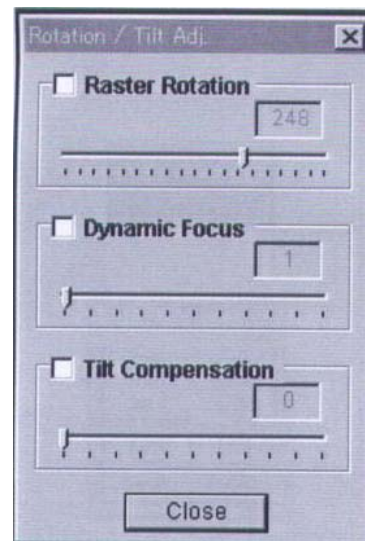 Rotation / Tilt Adj.
Raster Rotation
248
Dynamic Focus
1
Tilt Compensation
0
Close